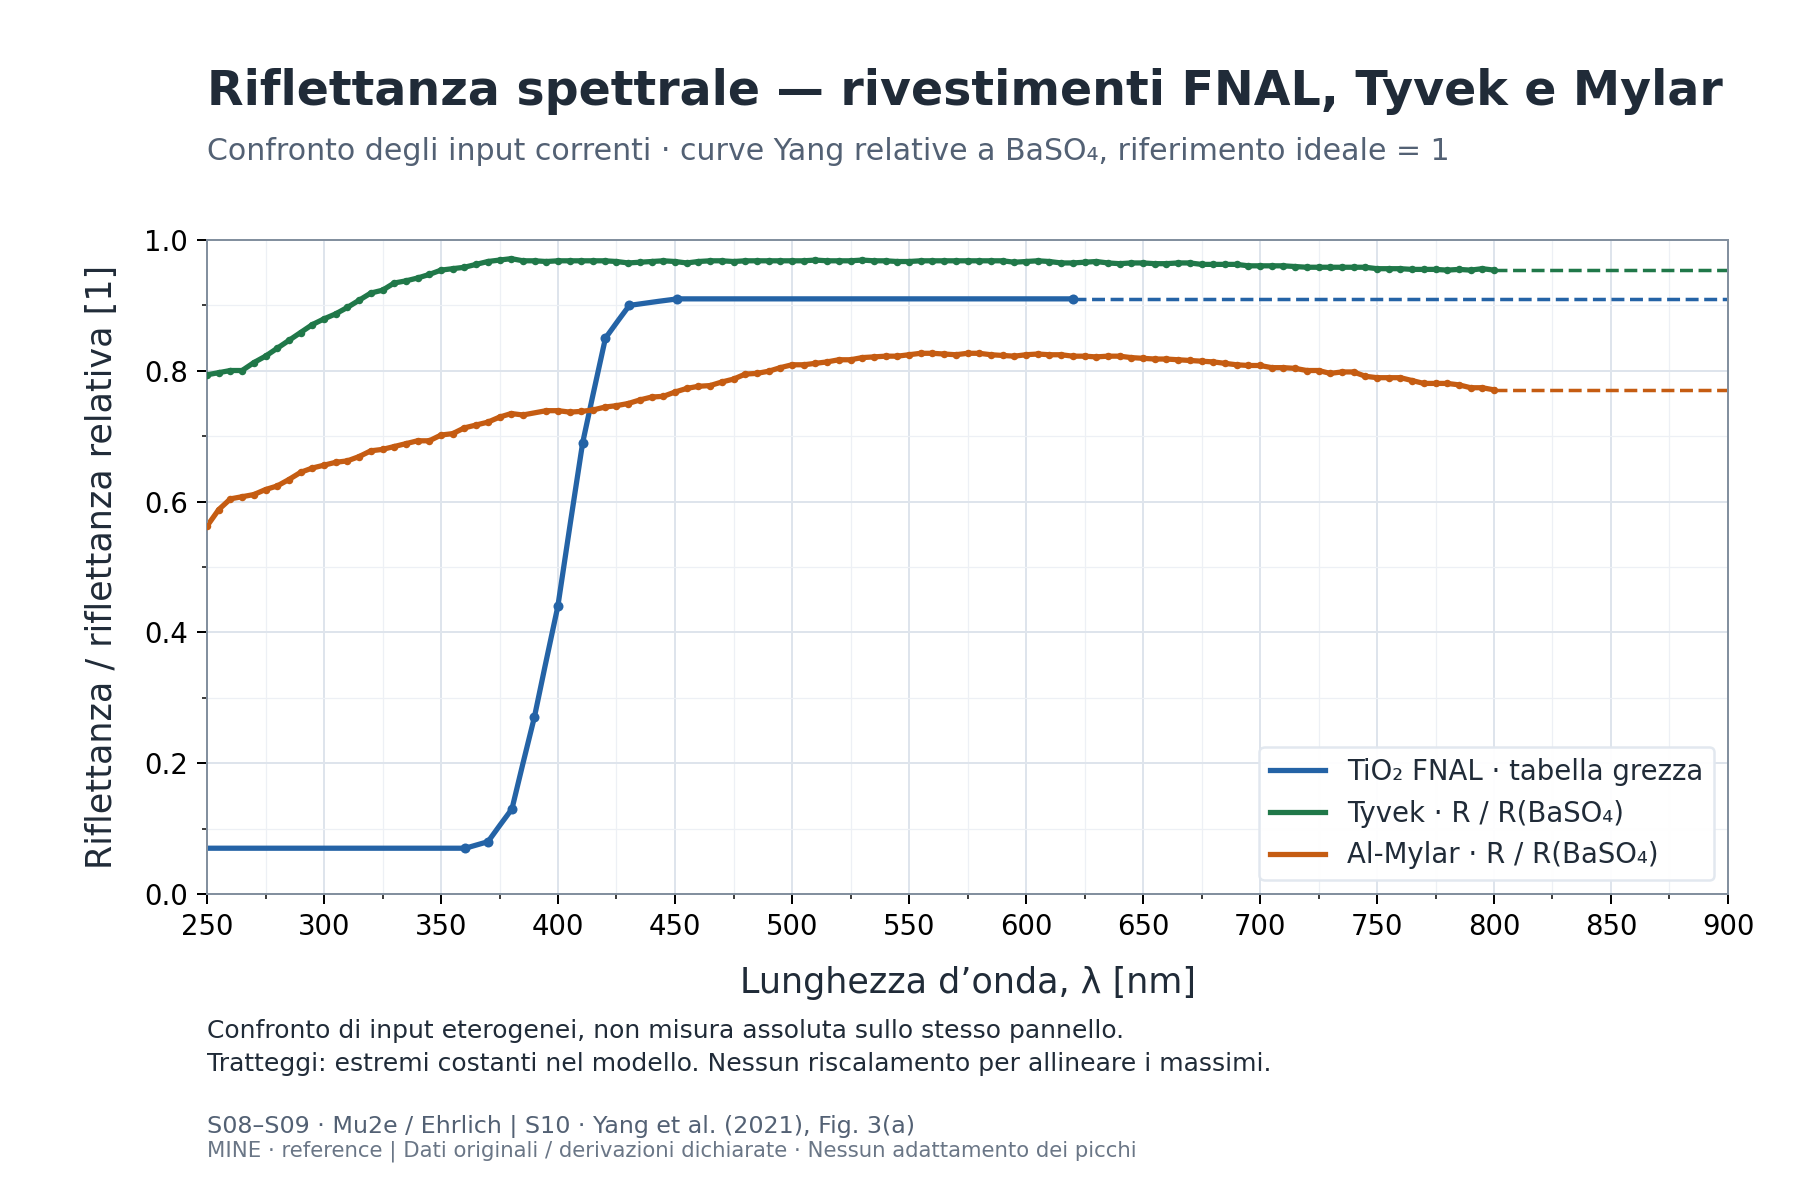 Riflettanza spettrale — rivestimenti FNAL, Tyvek e Mylar
Confronto degli input correnti · curve Yang relative a BaSO₄, riferimento ideale = 1
Riflettanza / riflettanza relativa [1]
1.0
0.8
0.6
0.4
0.2
0.0
TiO₂ FNAL · tabella grezza
Tyvek · R / R(BaSO₄)
Al-Mylar · R / R(BaSO₄)
250 300 350 400 450 500 550 600 650 700 750 800 850 900
Lunghezza d’onda, λ [nm]
Confronto di input eterogenei, non misura assoluta sullo stesso pannello.
Tratteggi: estremi costanti nel modello. Nessun riscalamento per allineare i massimi.
S08–S09 · Mu2e / Ehrlich | S10 · Yang et al. (2021), Fig. 3(a)
MINE · reference | Dati originali / derivazioni dichiarate · Nessun adattamento dei picchi